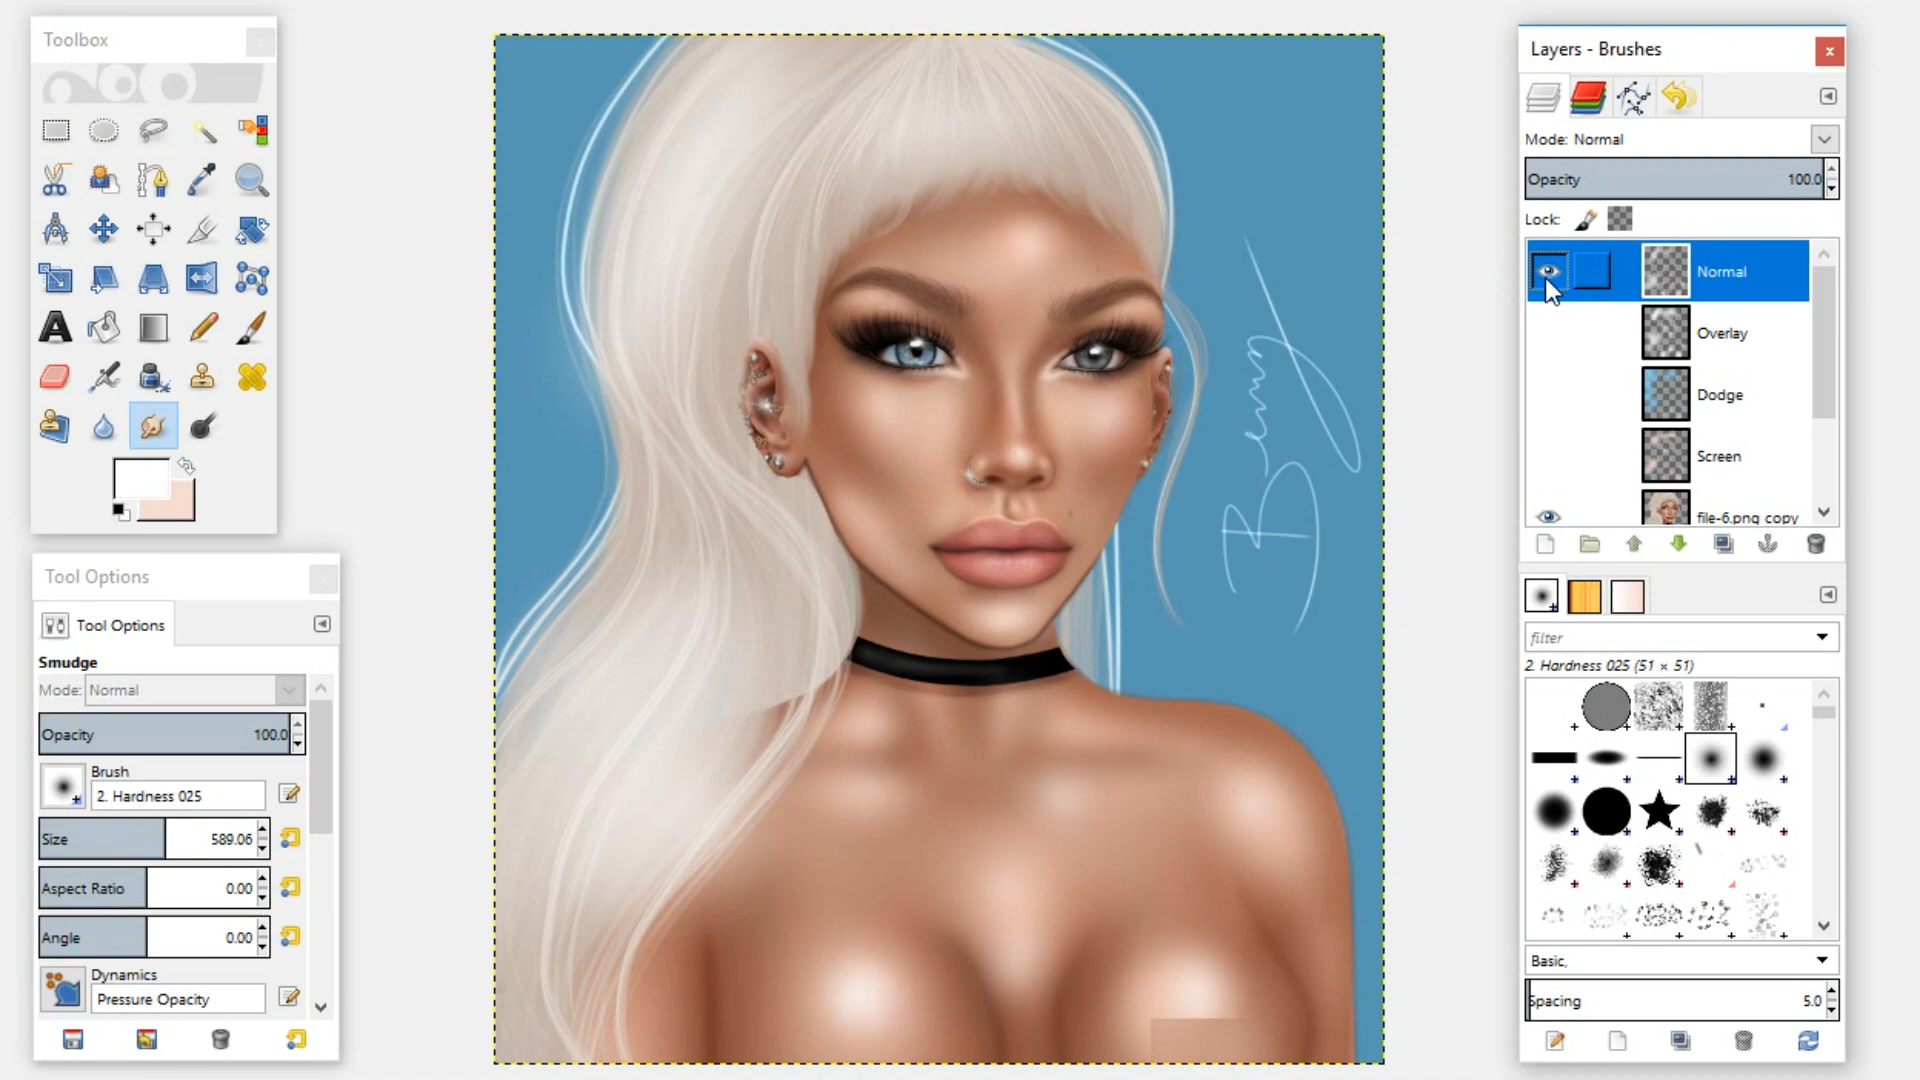 Toolbox
Tool Options
x
Tool Options
Smudge
Mode: Normal
Opacity 100.0
Brush
2. Hardness 025
Size 589.06
Aspect Ratio 0.00
Angle 0.00
Dynamics
Pressure Opacity
Benny
Layers - Brushes
x
Mode: Normal
Opacity 100.0
Lock:
Normal
Overlay
Dodge
Screen
file-6.png copy
filter
2. Hardness 025 (51 × 51)
Basic,
Spacing 5.0